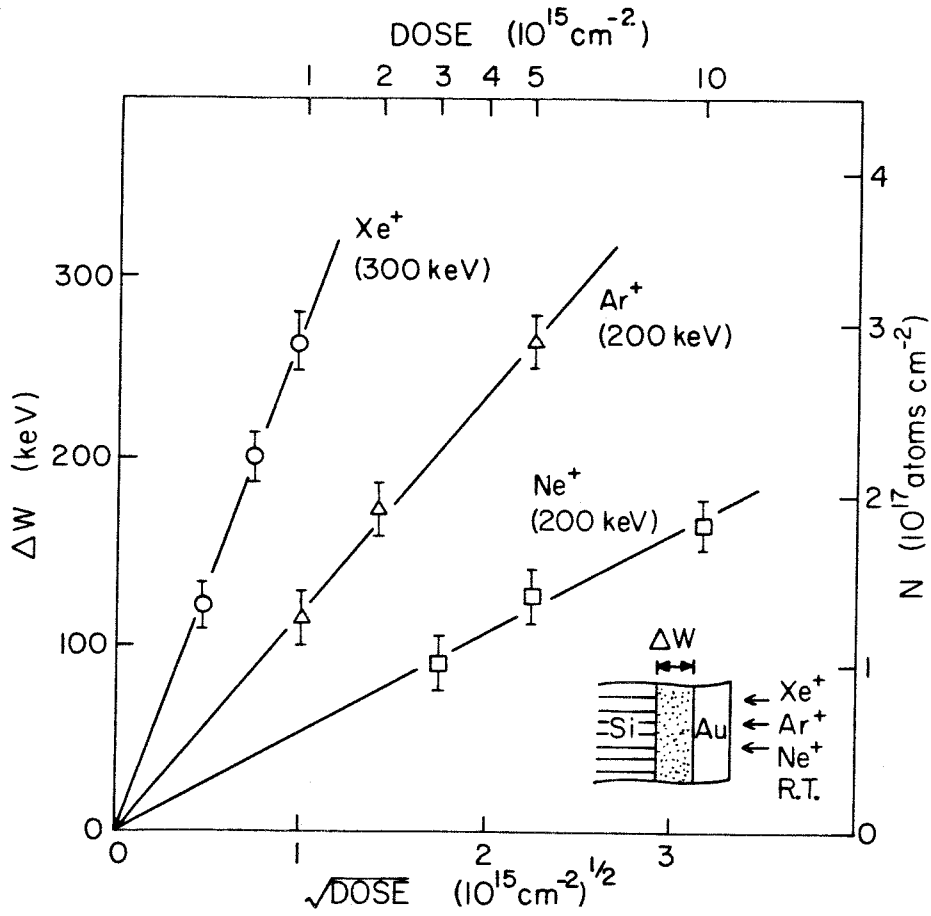 DOSE (10^15 cm^-2.)
1 2 3 4 5 10
Xe+
(300 keV)
Ar+
(200 keV)
Ne+
(200 keV)
ΔW (keV)
300
200
100
0
4
3
2
1
0
N (10^17 atoms cm^-2)
ΔW
Si
Au
← Xe+
← Ar+
← Ne+
R.T.
0 1 2 3
√DOSE (10^15 cm^-2)^1/2